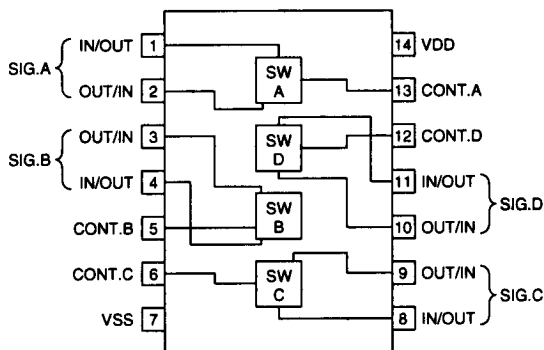 IN/OUT 1
SIG.A
OUT/IN 2
OUT/IN 3
SIG.B
IN/OUT 4
CONT.B 5
CONT.C 6
VSS 7
SW
A
SW
D
SW
B
SW
C
14 VDD
13 CONT.A
12 CONT.D
11 IN/OUT
SIG.D
10 OUT/IN
9 OUT/IN
SIG.C
8 IN/OUT